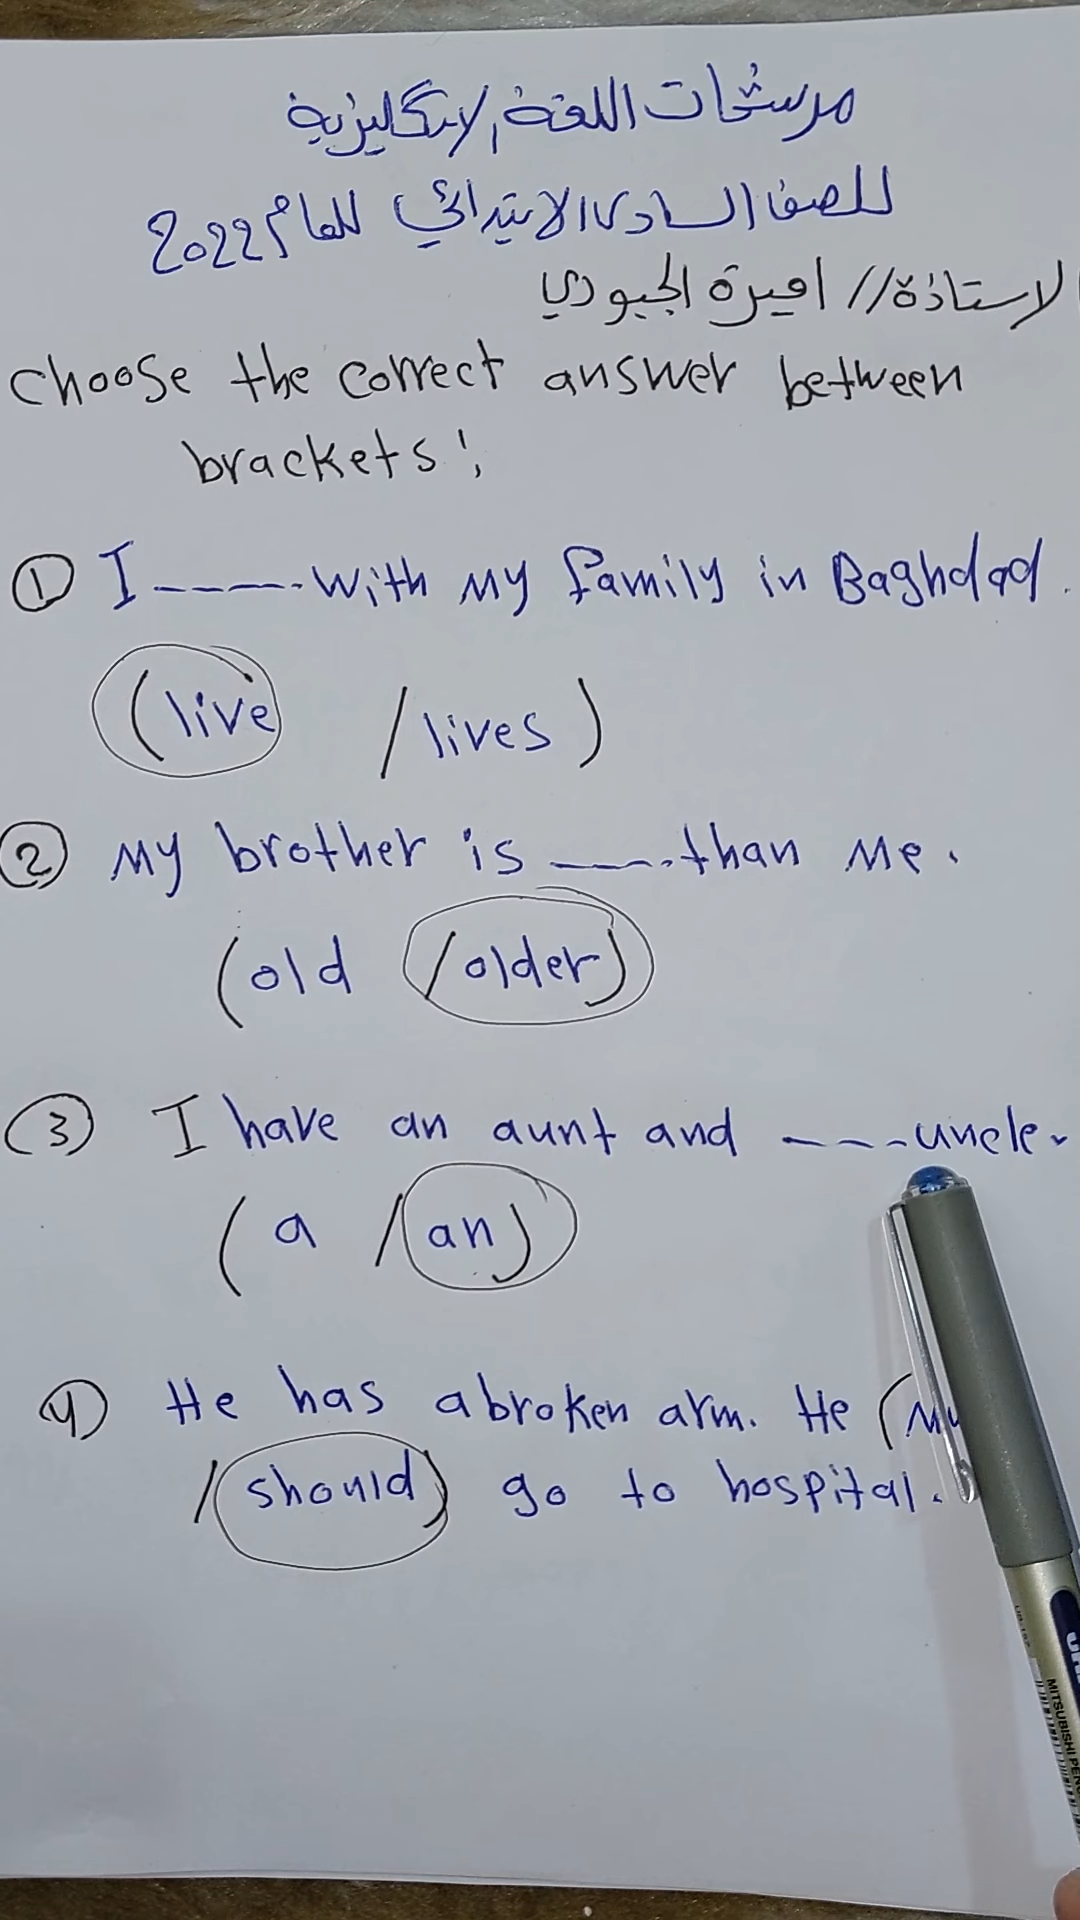 مرشحات اللغة الانكليزية
للصف السادس الابتدائي للعام 2022
الاستاذة // اميرة الجبوري
Choose the correct answer between
brackets:
① I ----- with my family in Baghdad.
(live / lives)
② My brother is ---- than me.
(old / older)
③ I have an aunt and --- uncle.
(a / an)
④ He has a broken arm. He (
/ should) go to hospital.
MITSUBISHI